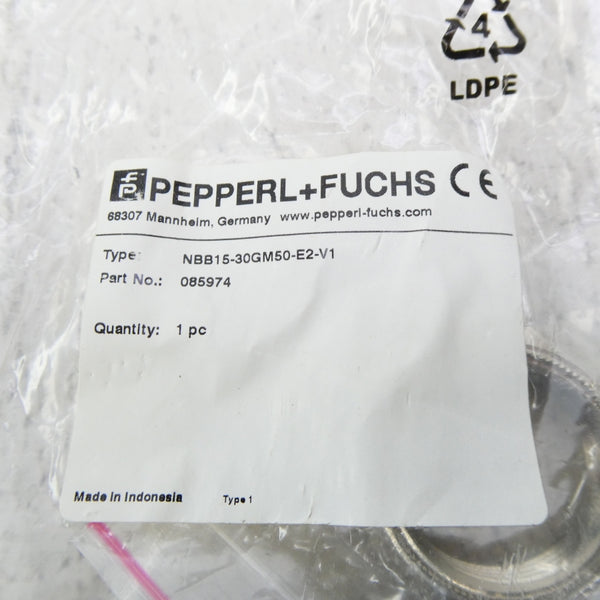 4
LDPE
PEPPERL+FUCHS CE
68307 Mannheim, Germany www.pepperl-fuchs.com
Type: NBB15-30GM50-E2-V1
Part No.: 085974
Quantity: 1 pc
Made in Indonesia Type 1